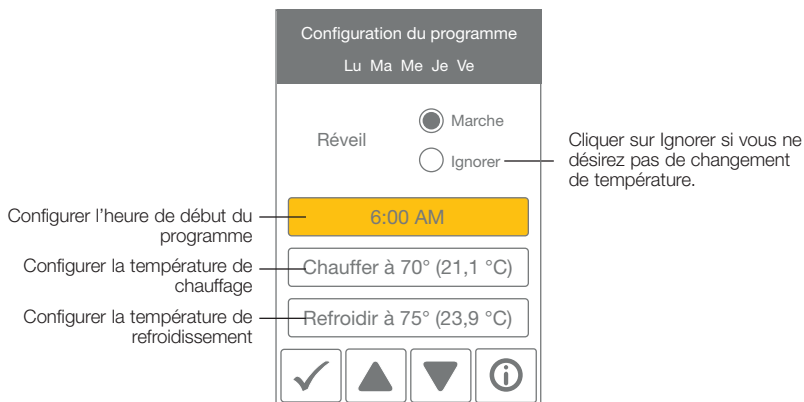 Configuration du programme
Lu Ma Me Je Ve
Réveil
Marche
Ignorer
Cliquer sur Ignorer si vous ne
désirez pas de changement
de température.
Configurer l'heure de début du
programme
6:00 AM
Configurer la température de
chauffage
Chauffer à 70° (21,1 °C)
Configurer la température de
refroidissement
Refroidir à 75° (23,9 °C)